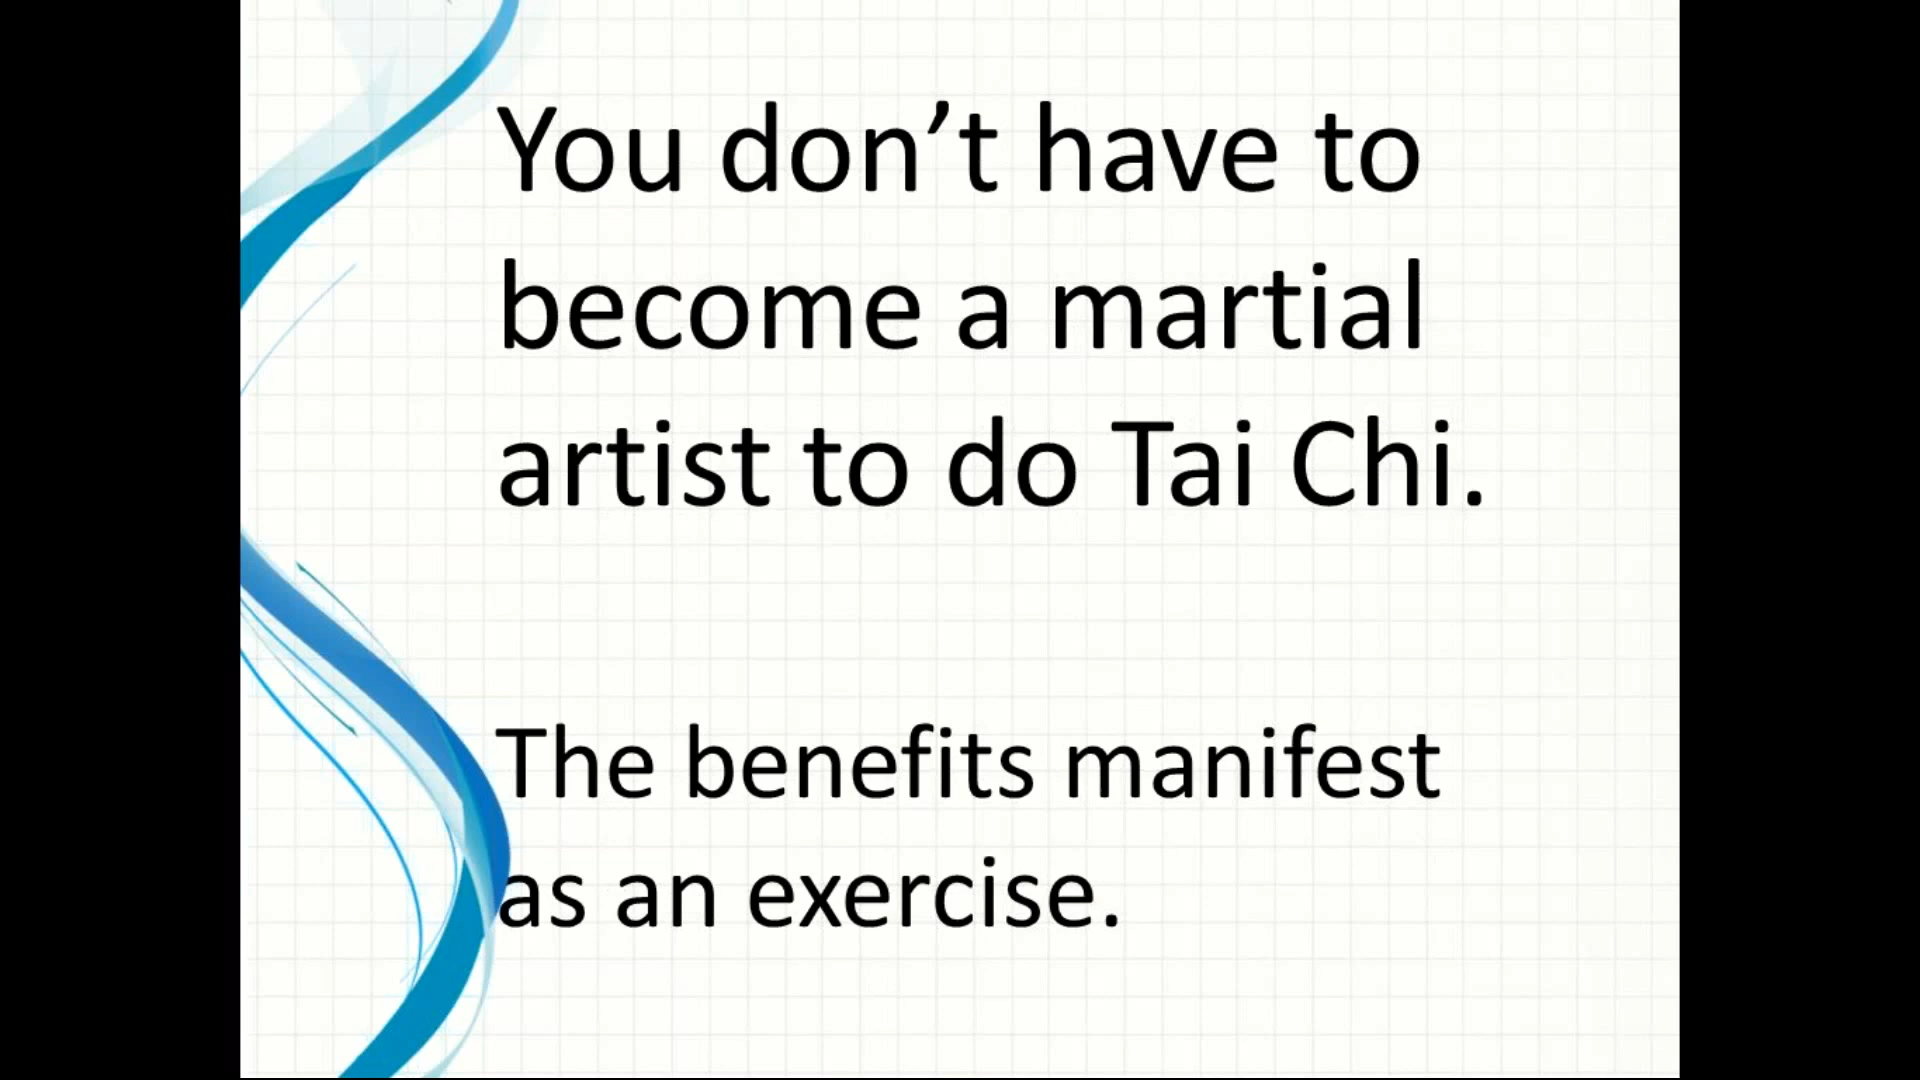 You don’t have to
become a martial
artist to do Tai Chi.
The benefits manifest
as an exercise.